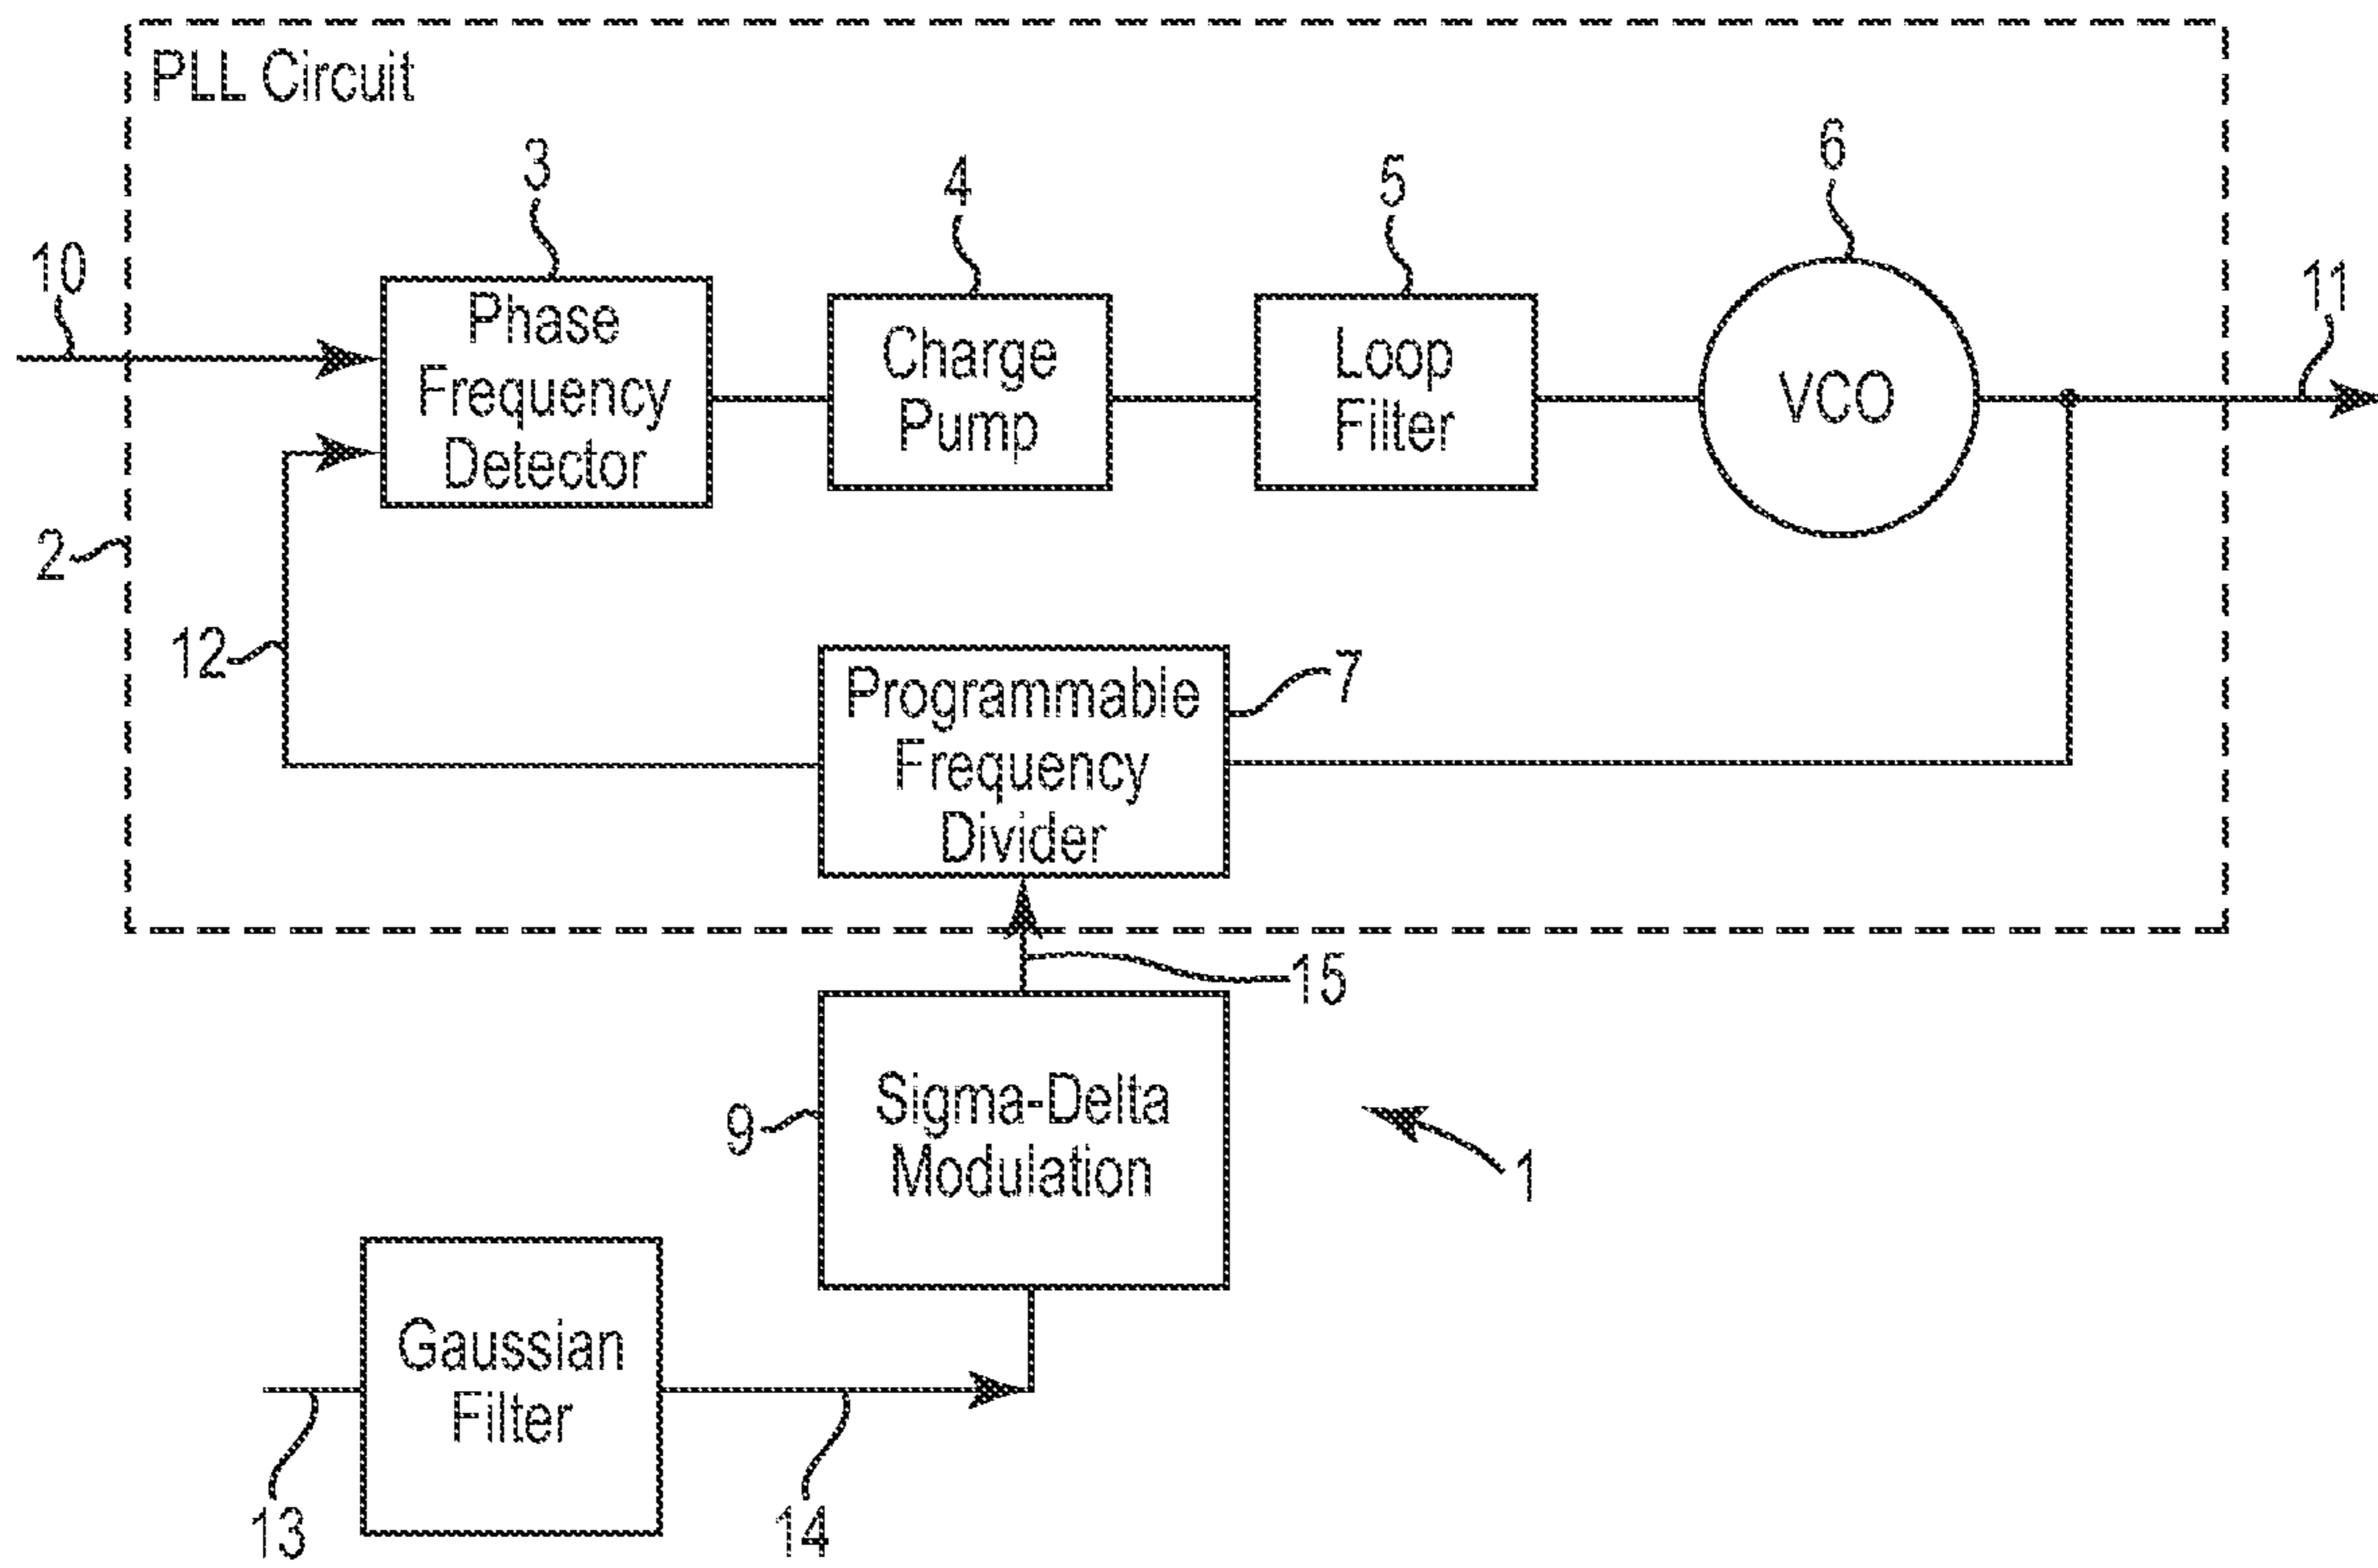 PLL Circuit
3
4
5
6
10
11
Phase
Frequency
Detector
Charge
Pump
Loop
Filter
VCO
2
12
7
Programmable
Frequency
Divider
15
9
Sigma-Delta
Modulation
1
Gaussian
Filter
13
14